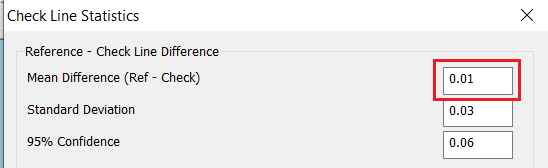 Check Line Statistics
Reference - Check Line Difference
Mean Difference (Ref - Check) 0.01
Standard Deviation 0.03
95% Confidence 0.06